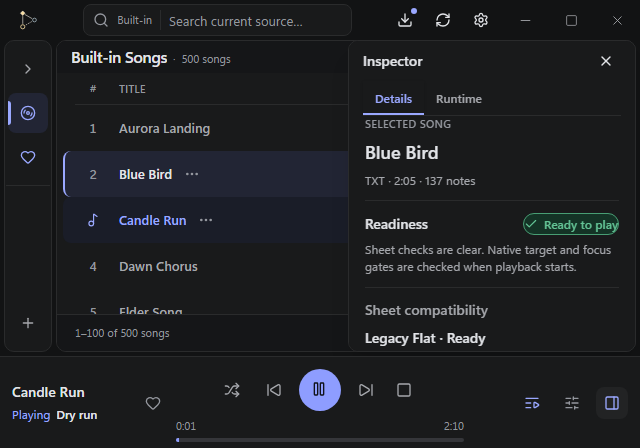 Built-in Search current source...
Built-in Songs · 500 songs
# TITLE
1 Aurora Landing
2 Blue Bird ···
Candle Run ···
4 Dawn Chorus
5 Elder Song
1–100 of 500 songs
Inspector
Details Runtime
SELECTED SONG
Blue Bird
TXT · 2:05 · 137 notes
Readiness Ready to play
Sheet checks are clear. Native target and focus
gates are checked when playback starts.
Sheet compatibility
Legacy Flat · Ready
Candle Run
Playing Dry run
0:01 2:10